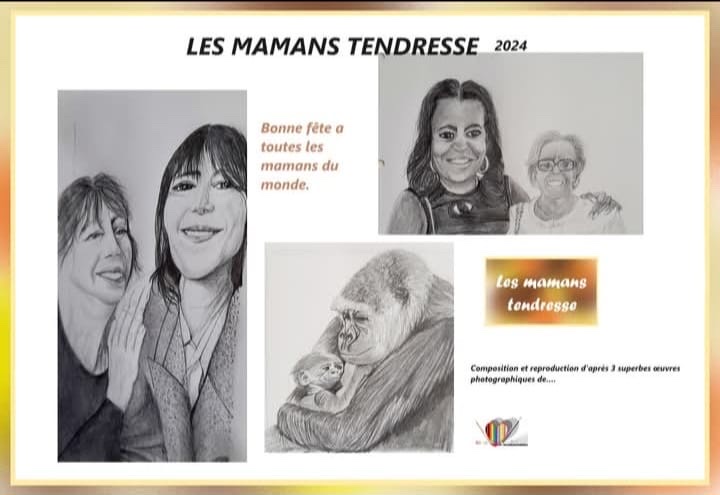 LES MAMANS TENDRESSE 2024
Bonne fête a
toutes les
mamans du
monde.
Les mamans
tendresse
Composition et reproduction d'après 3 superbes œuvres
photographiques de....